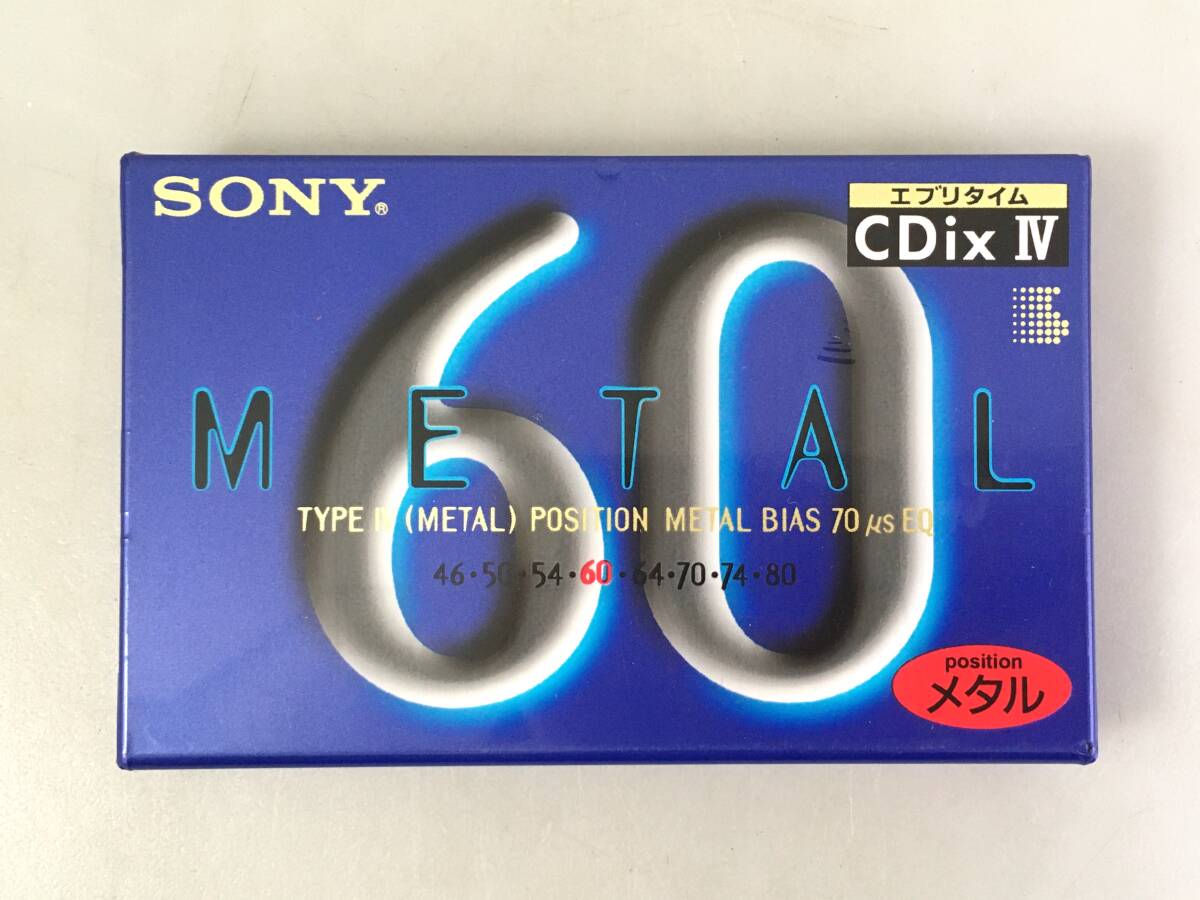 SONY®
エブリタイム
CDix IV
60
METAL
TYPE IV (METAL) POSITION METAL BIAS 70 μs EQ
46・50・54・60・64・70・74・80
position
メタル